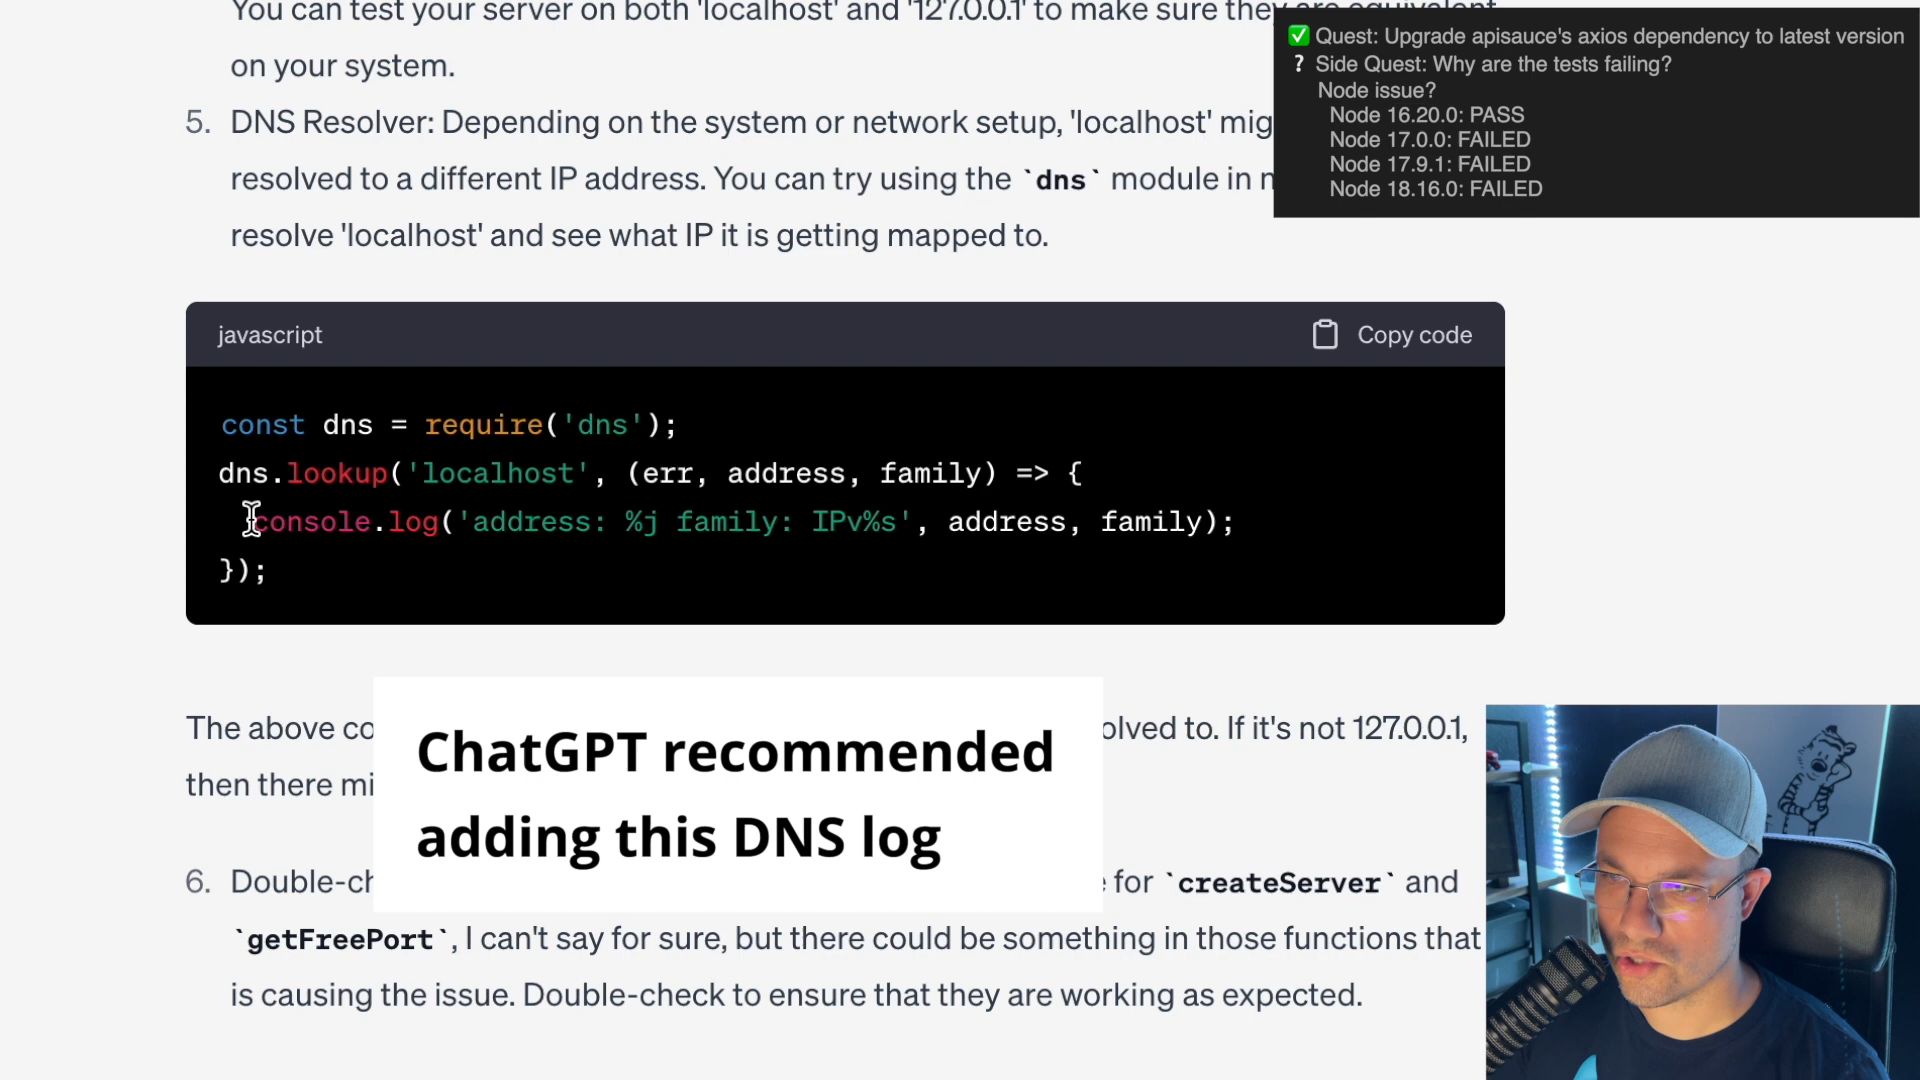 You can test your server on both 'localhost' and '127.0.0.1' to make sure they are equivalent
on your system.
✅ Quest: Upgrade apisauce's axios dependency to latest version
? Side Quest: Why are the tests failing?
Node issue?
Node 16.20.0: PASS
Node 17.0.0: FAILED
Node 17.9.1: FAILED
Node 18.16.0: FAILED
5. DNS Resolver: Depending on the system or network setup, 'localhost' mig
resolved to a different IP address. You can try using the `dns` module in n
resolve 'localhost' and see what IP it is getting mapped to.
javascript
Copy code
const dns = require('dns');
dns.lookup('localhost', (err, address, family) => {
console.log('address: %j family: IPv%s', address, family);
});
The above co olved to. If it's not 127.0.0.1,
then there mi
ChatGPT recommended
adding this DNS log
6. Double-ch for `createServer` and
`getFreePort`, I can't say for sure, but there could be something in those functions that
is causing the issue. Double-check to ensure that they are working as expected.